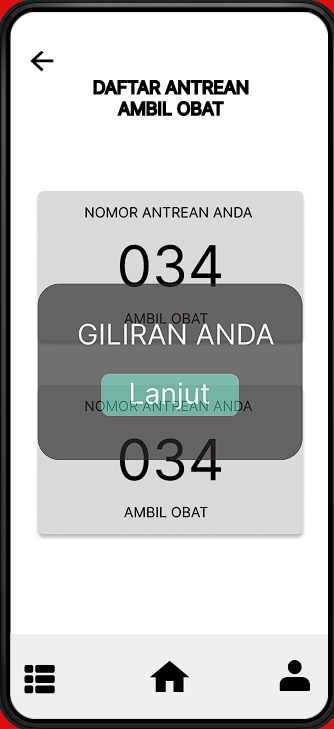 DAFTAR ANTREAN
AMBIL OBAT
NOMOR ANTREAN ANDA
034
AMBIL OBAT
GILIRAN ANDA
Lanjut
NOMOR ANTREAN ANDA
034
AMBIL OBAT